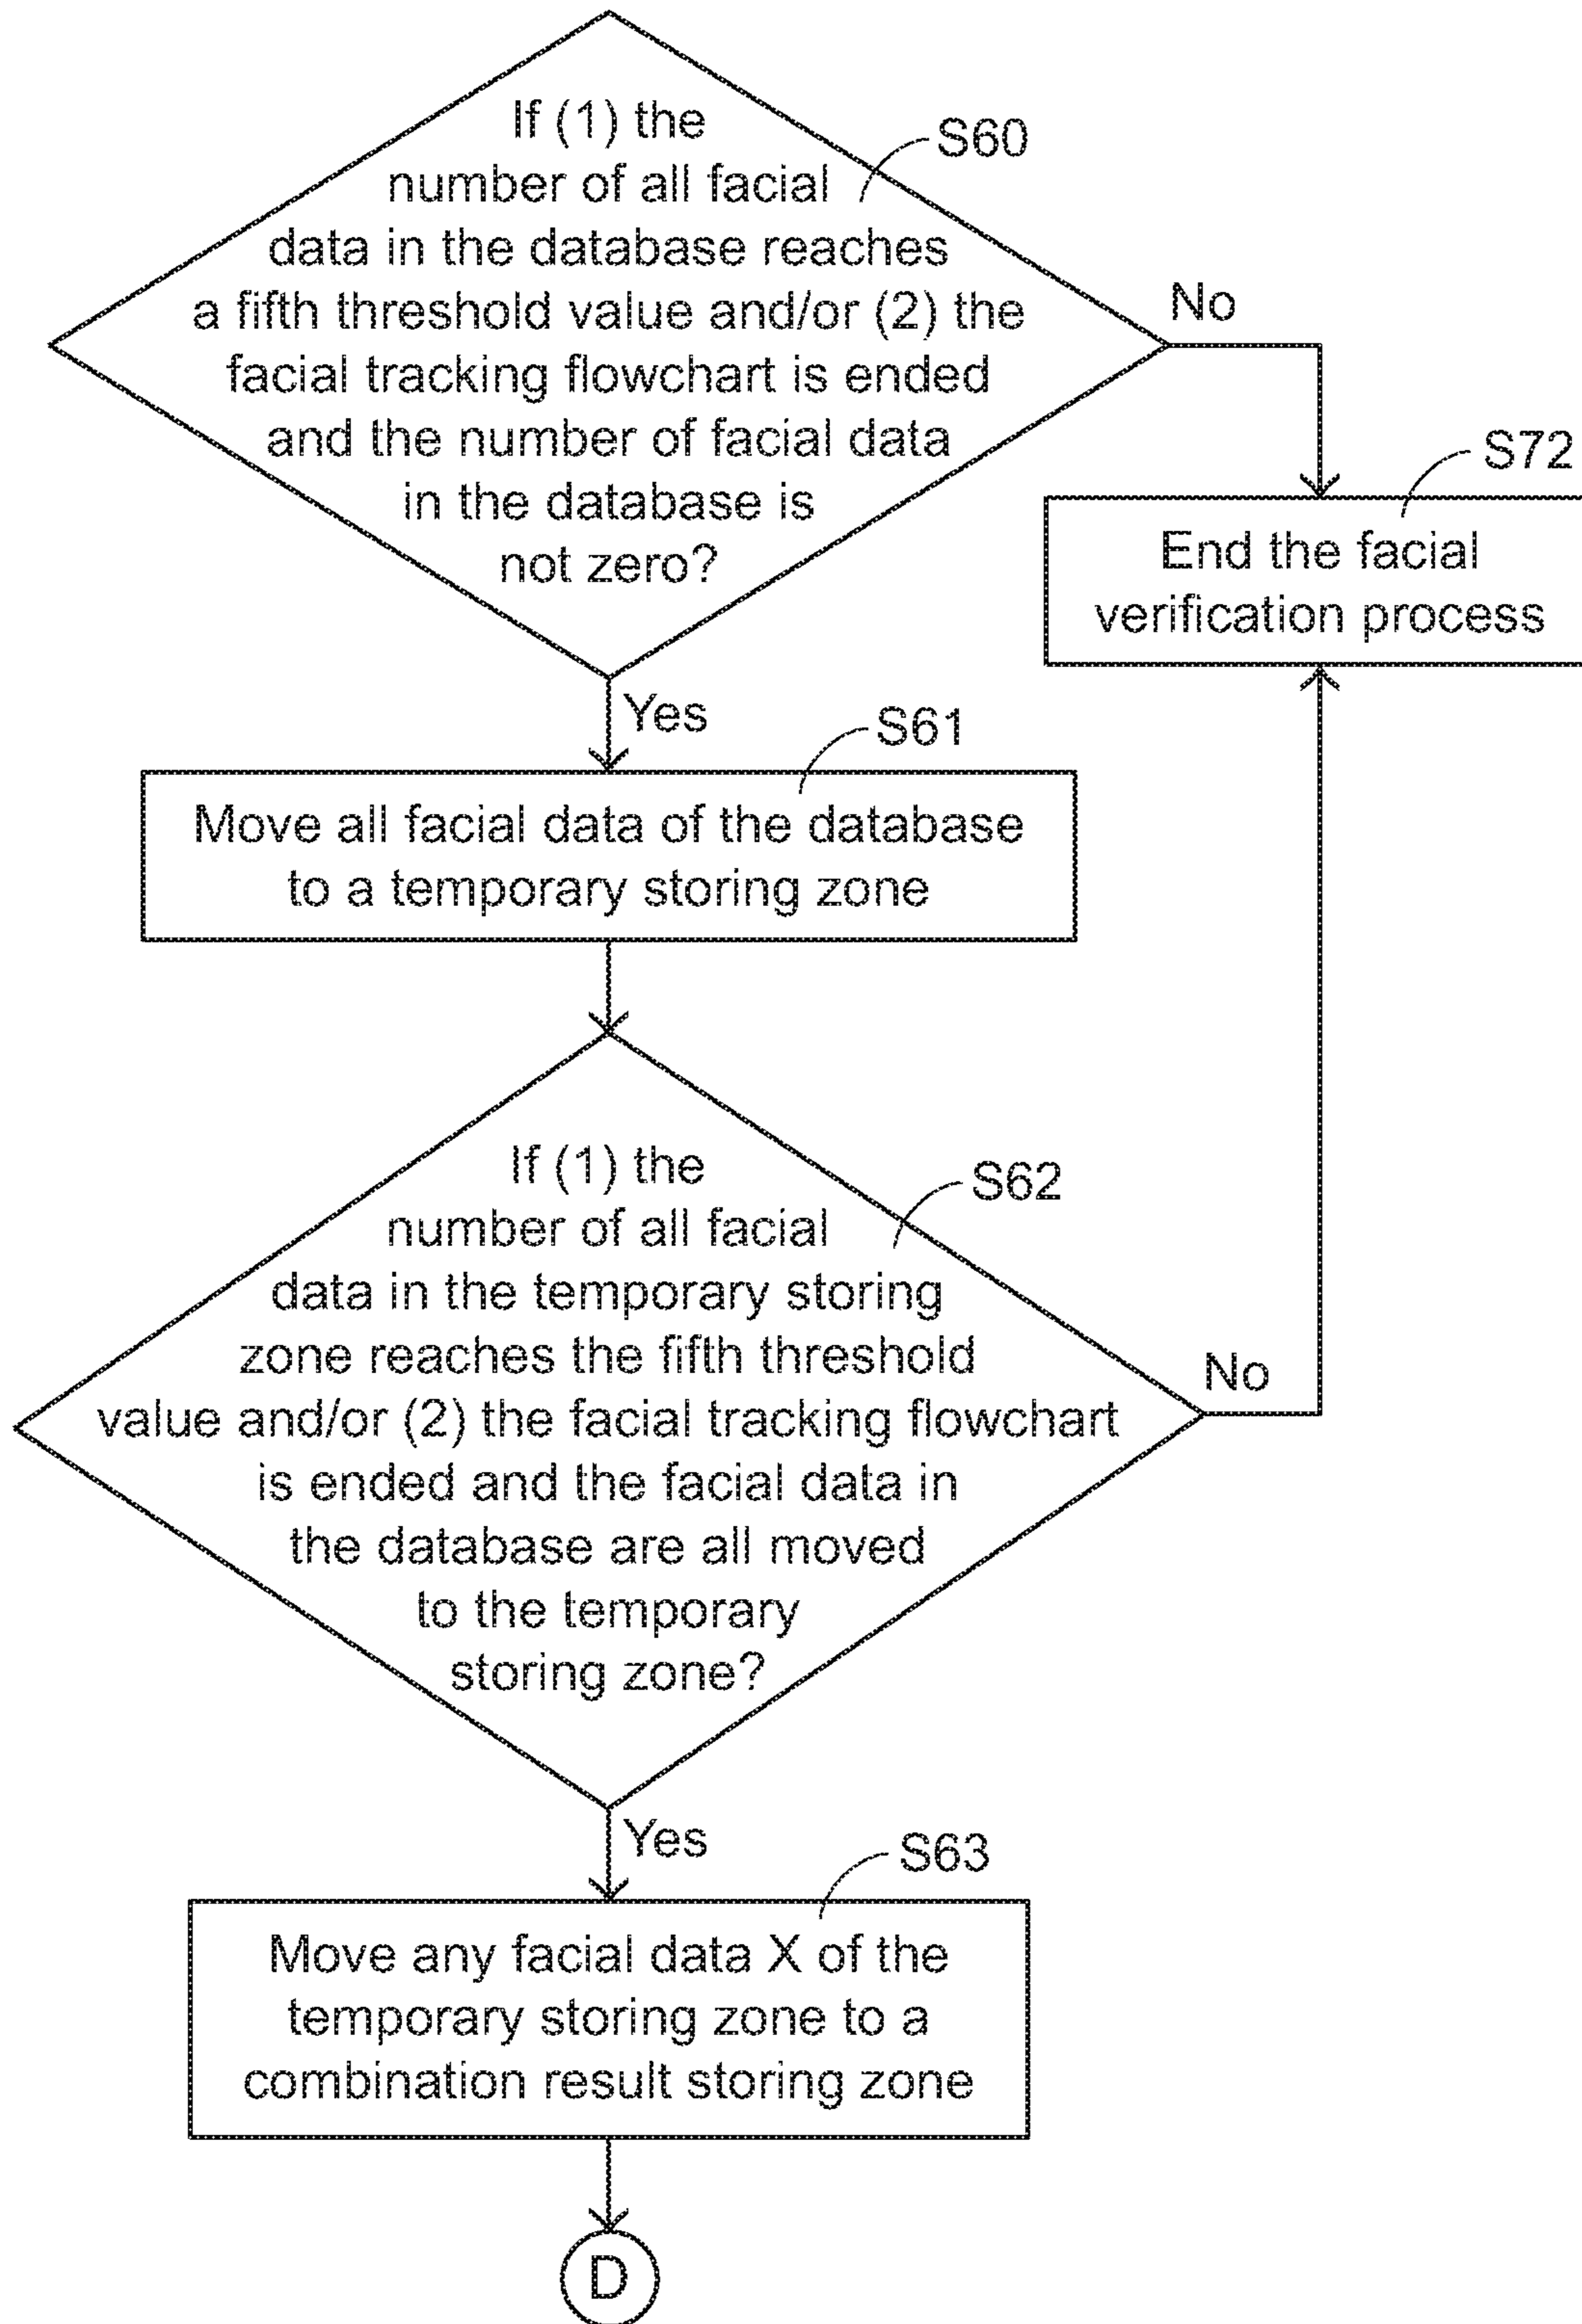 If (1) the
number of all facial
data in the database reaches
a fifth threshold value and/or (2) the
facial tracking flowchart is ended
and the number of facial data
in the database is
not zero?
S60
No
S72
End the facial
verification process
Yes
S61
Move all facial data of the database
to a temporary storing zone
If (1) the
number of all facial
data in the temporary storing
zone reaches the fifth threshold
value and/or (2) the facial tracking flowchart
is ended and the facial data in
the database are all moved
to the temporary
storing zone?
S62
No
Yes
S63
Move any facial data X of the
temporary storing zone to a
combination result storing zone
D